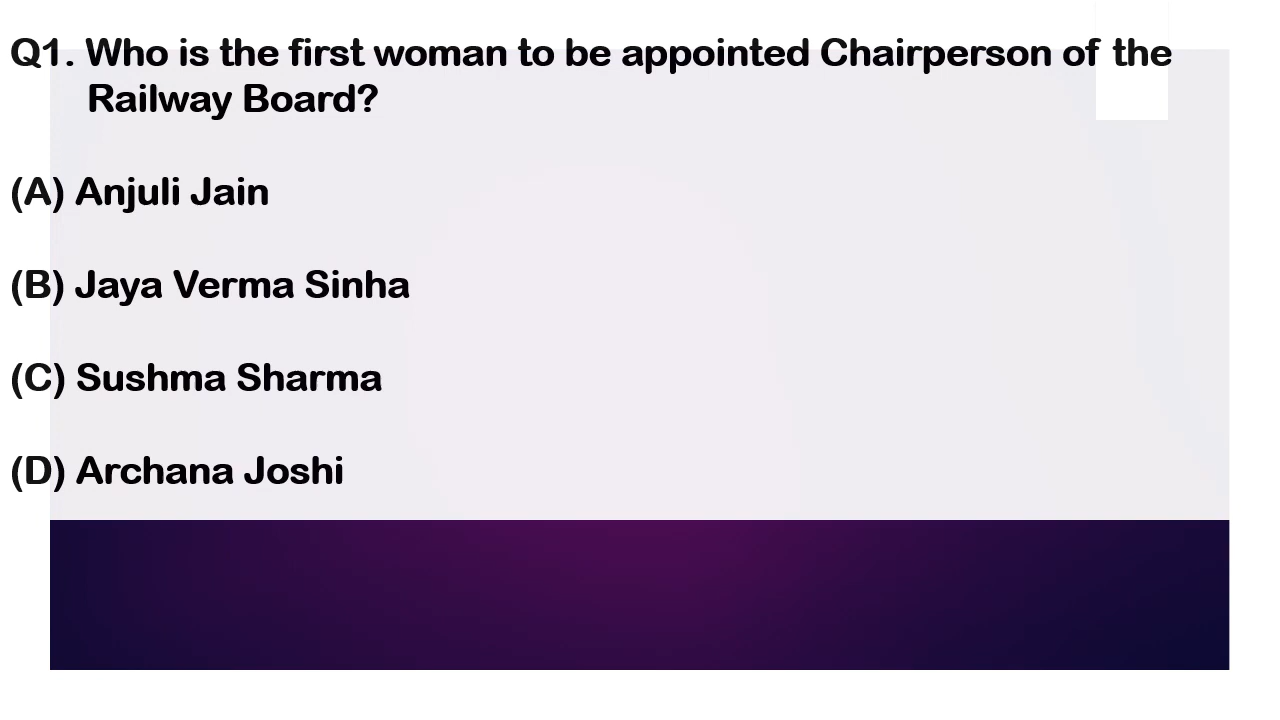 Q1. Who is the first woman to be appointed Chairperson of the
Railway Board?
(A) Anjuli Jain
(B) Jaya Verma Sinha
(C) Sushma Sharma
(D) Archana Joshi